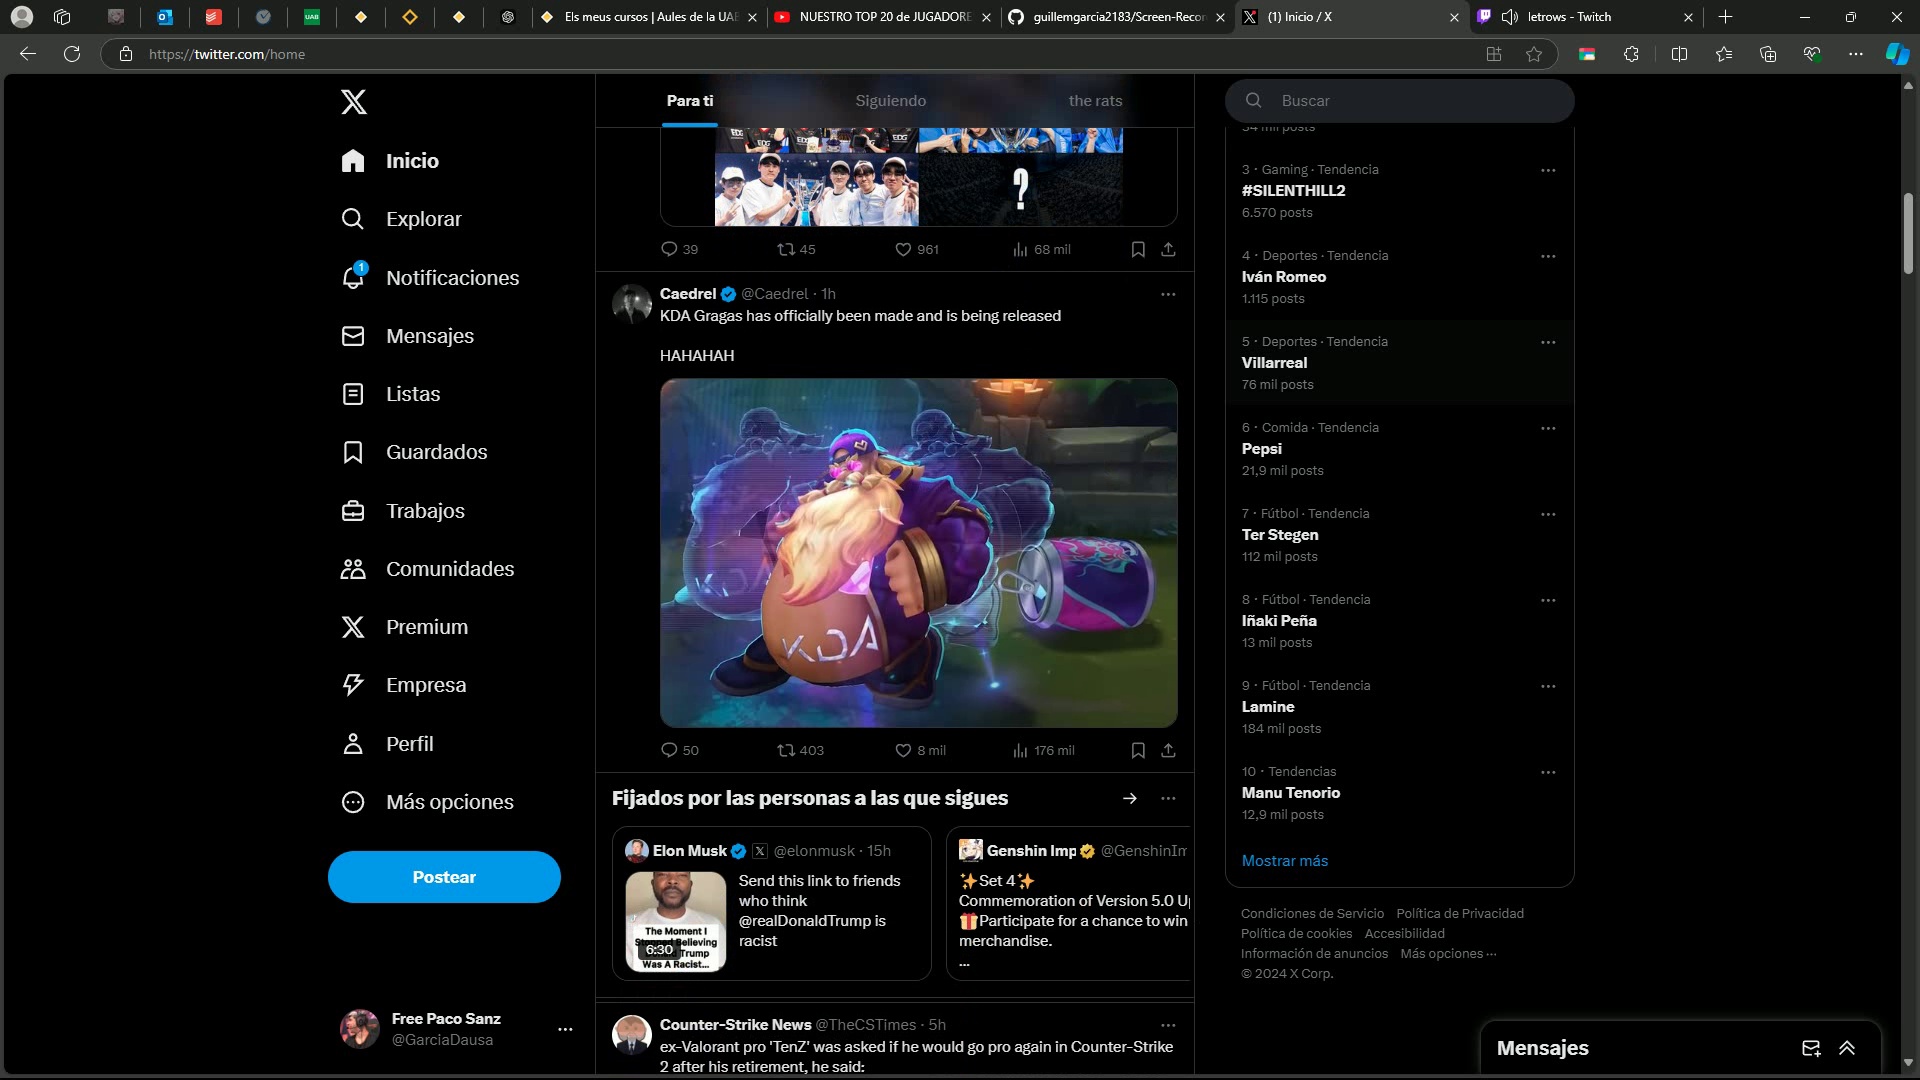 Els meus cursos | Aules de la UAB
NUESTRO TOP 20 de JUGADORE
guillemgarcia2183/Screen-Recor
(1) Inicio / X
letrows - Twitch
https://twitter.com/home
Inicio
Explorar
1
Notificaciones
Mensajes
Listas
Guardados
Trabajos
Comunidades
Premium
Empresa
Perfil
Más opciones
Postear
Free Paco Sanz
@GarciaDausa
Para ti
Siguiendo
the rats
EDG
?
39 45 961 68 mil
Caedrel @Caedrel · 1h
KDA Gragas has officially been made and is being released
HAHAHAH
KDA
50 403 8 mil 176 mil
Fijados por las personas a las que sigues
Elon Musk @elonmusk · 15h
Send this link to friends
who think
@realDonaldTrump is
racist
The Moment I
Stopped Believing
Trump
Was A Racist...
6:30
Genshin Imp @GenshinIm
✨Set 4✨
Commemoration of Version 5.0 U
🎁Participate for a chance to win
merchandise.
...
Counter-Strike News @TheCSTimes · 5h
ex-Valorant pro 'TenZ' was asked if he would go pro again in Counter-Strike
2 after his retirement, he said:
Buscar
34 mil posts
3 · Gaming · Tendencia
#SILENTHILL2
6.570 posts
4 · Deportes · Tendencia
Iván Romeo
1.115 posts
5 · Deportes · Tendencia
Villarreal
76 mil posts
6 · Comida · Tendencia
Pepsi
21,9 mil posts
7 · Fútbol · Tendencia
Ter Stegen
112 mil posts
8 · Fútbol · Tendencia
Iñaki Peña
13 mil posts
9 · Fútbol · Tendencia
Lamine
184 mil posts
10 · Tendencias
Manu Tenorio
12,9 mil posts
Mostrar más
Condiciones de Servicio Política de Privacidad
Política de cookies Accesibilidad
Información de anuncios Más opciones ···
© 2024 X Corp.
Mensajes